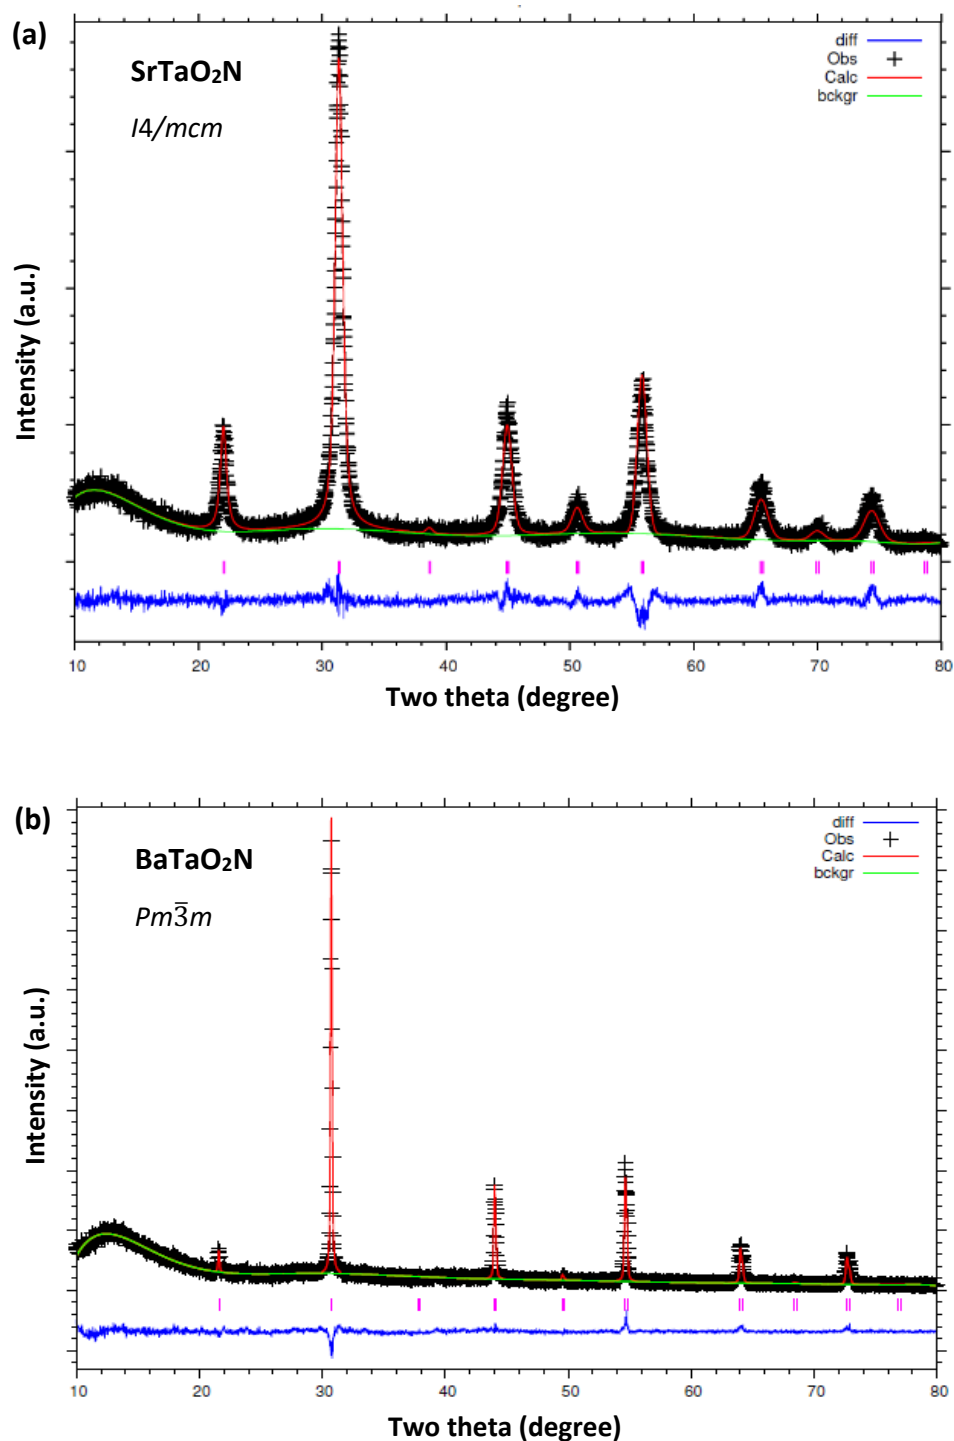 (a)
SrTaO₂N
I4/mcm
diff
Obs
Calc
bckgr
Intensity (a.u.)
10 20 30 40 50 60 70 80
Two theta (degree)
(b)
BaTaO₂N
Pm3̅m
diff
Obs
Calc
bckgr
Intensity (a.u.)
10 20 30 40 50 60 70 80
Two theta (degree)